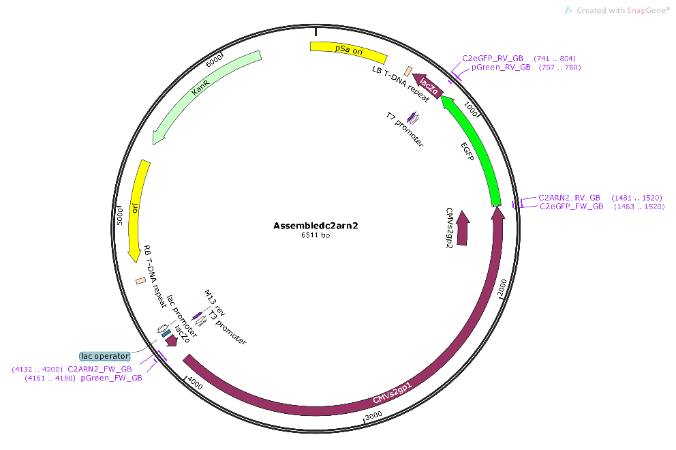 Created with SnapGene®
pSa ori
LB T-DNA repeat
lacZα
C2eGFP_RV_GB (741 .. 804)
pGreen_RV_GB (757 .. 780)
1000
T7 promoter
EGFP
C2ARN2_RV_GB (1481 .. 1520)
C2eGFP_FW_GB (1483 .. 1520)
CMVs2gp2
2000
Assembledc2arn2
6511 bp
6000
KanR
5000
ori
RB T-DNA repeat
lac promoter
M13 rev
T3 promoter
lacZα
lac operator
(4132 .. 4200) C2ARN2_FW_GB
(4161 .. 4180) pGreen_FW_GB
4000
CMVs2gp1
3000